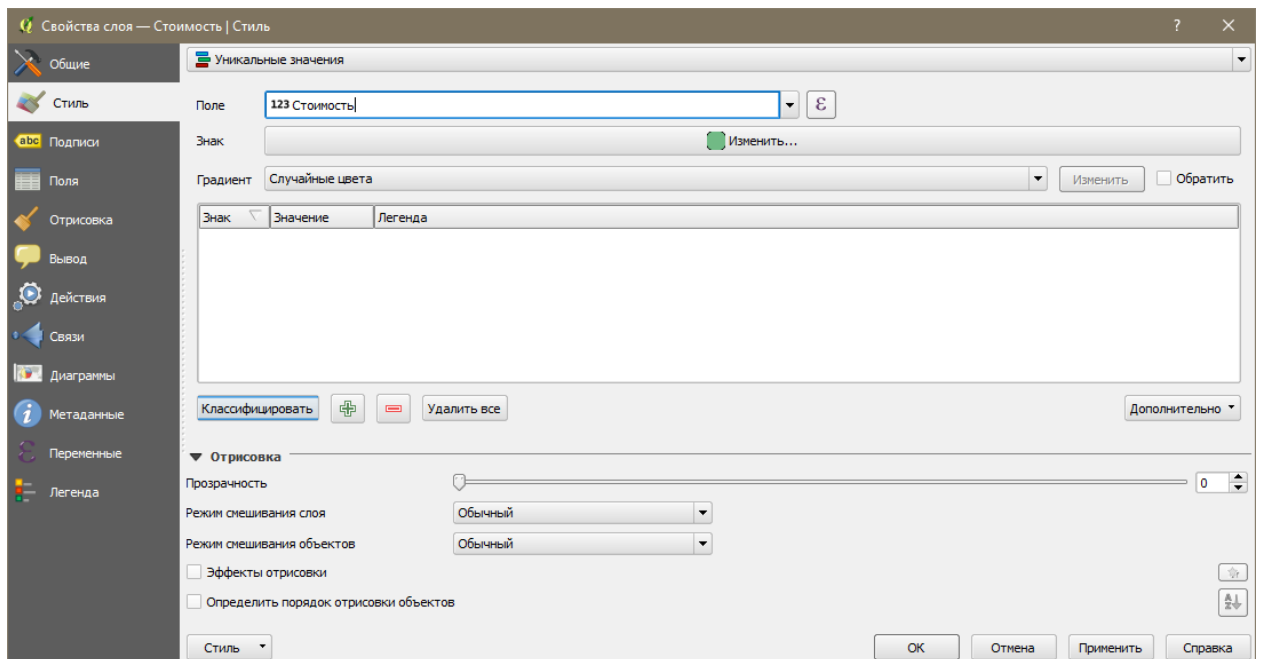 Свойства слоя — Стоимость | Стиль
?
Общие
Стиль
abc Подписи
Поля
Отрисовка
Вывод
Действия
Связи
Диаграммы
Метаданные
Переменные
Легенда
Уникальные значения
Поле 123 Стоимость ε
Знак Изменить...
Градиент Случайные цвета Изменить Обратить
Знак Значение Легенда
Классифицировать Удалить все Дополнительно
Отрисовка
Прозрачность 0
Режим смешивания слоя Обычный
Режим смешивания объектов Обычный
Эффекты отрисовки
Определить порядок отрисовки объектов
Стиль OK Отмена Применить Справка